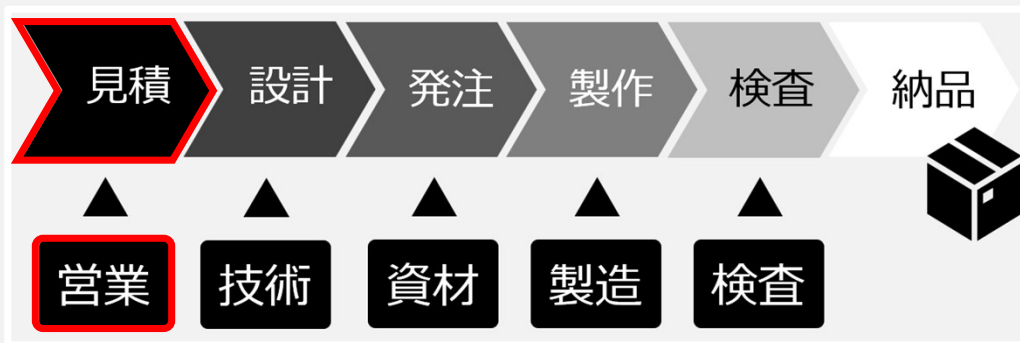 見積 設計 発注 製作 検査 納品
営業 技術 資材 製造 検査